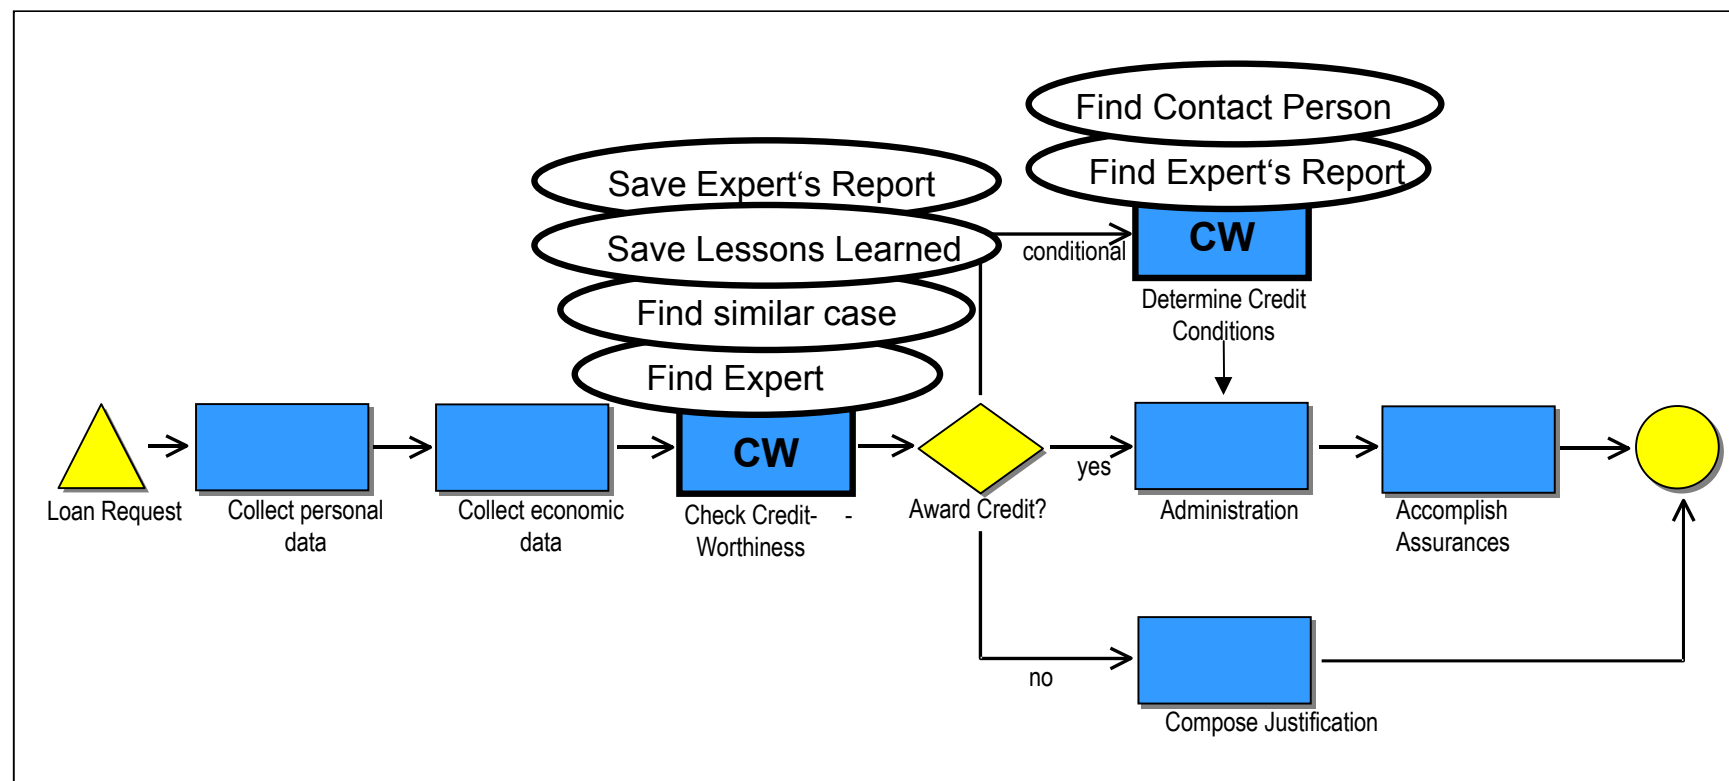 Find Contact Person
Find Expert‘s Report
CW
conditional
Determine Credit
Conditions
Save Expert‘s Report
Save Lessons Learned
Find similar case
Find Expert
CW
Loan Request
Collect personal
data
Collect economic
data
Check Credit- -
Worthiness
Award Credit?
yes
Administration
Accomplish
Assurances
no
Compose Justification